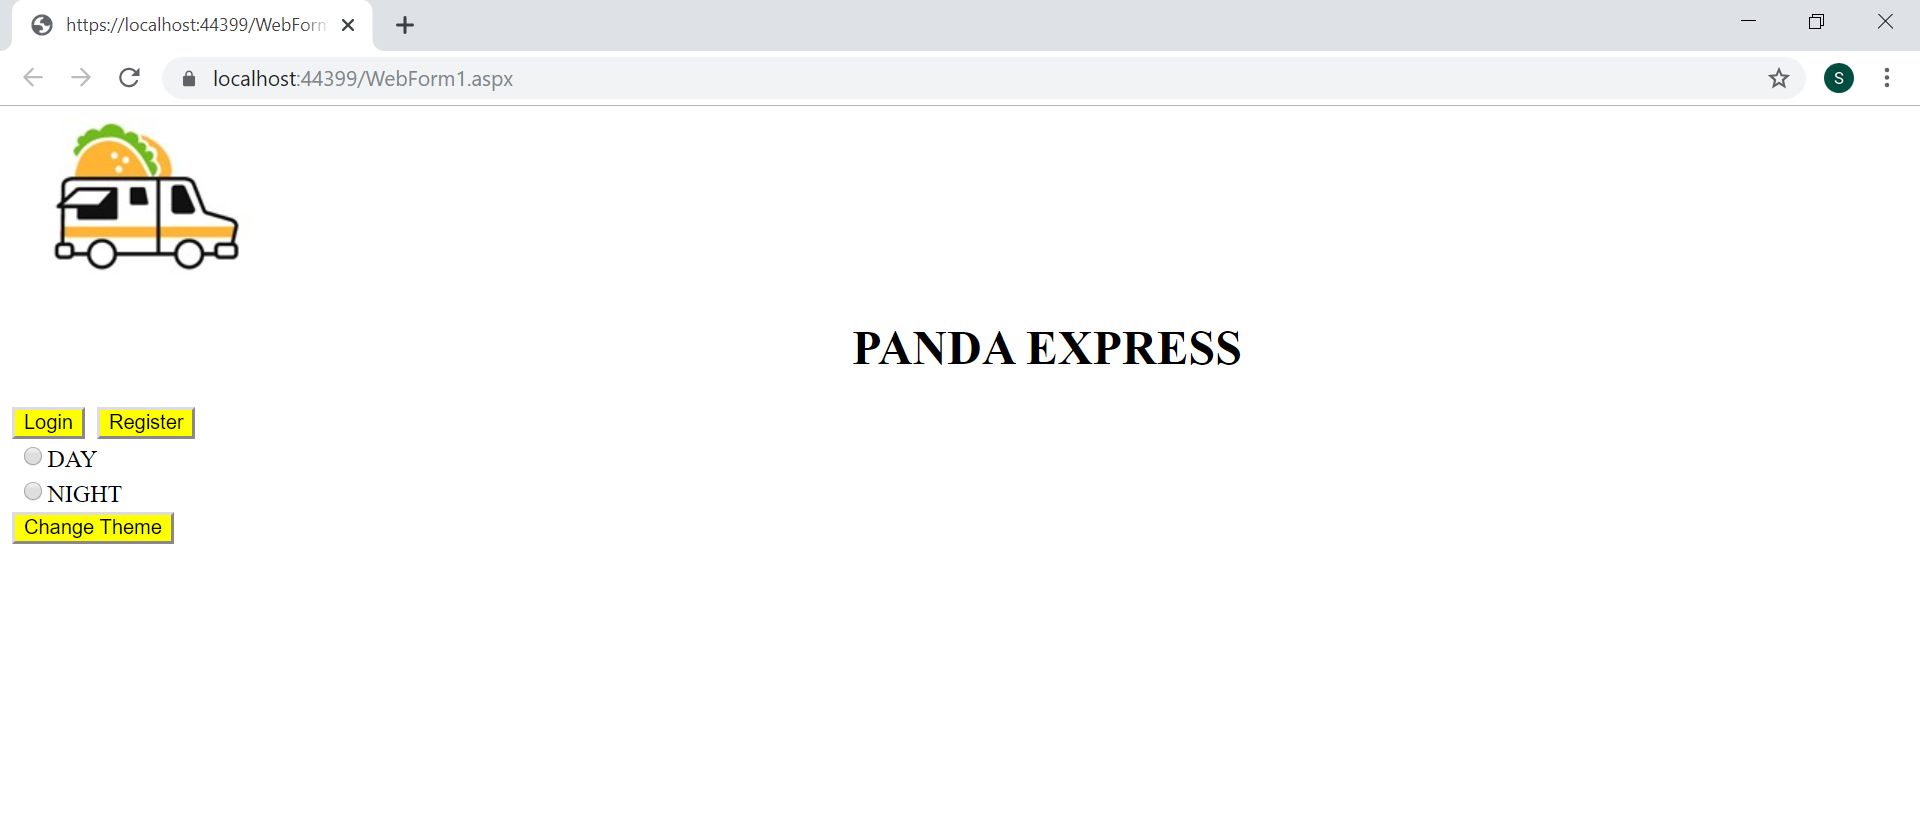 https://localhost:44399/WebForm
localhost:44399/WebForm1.aspx
S
PANDA EXPRESS
Login Register
DAY
NIGHT
Change Theme